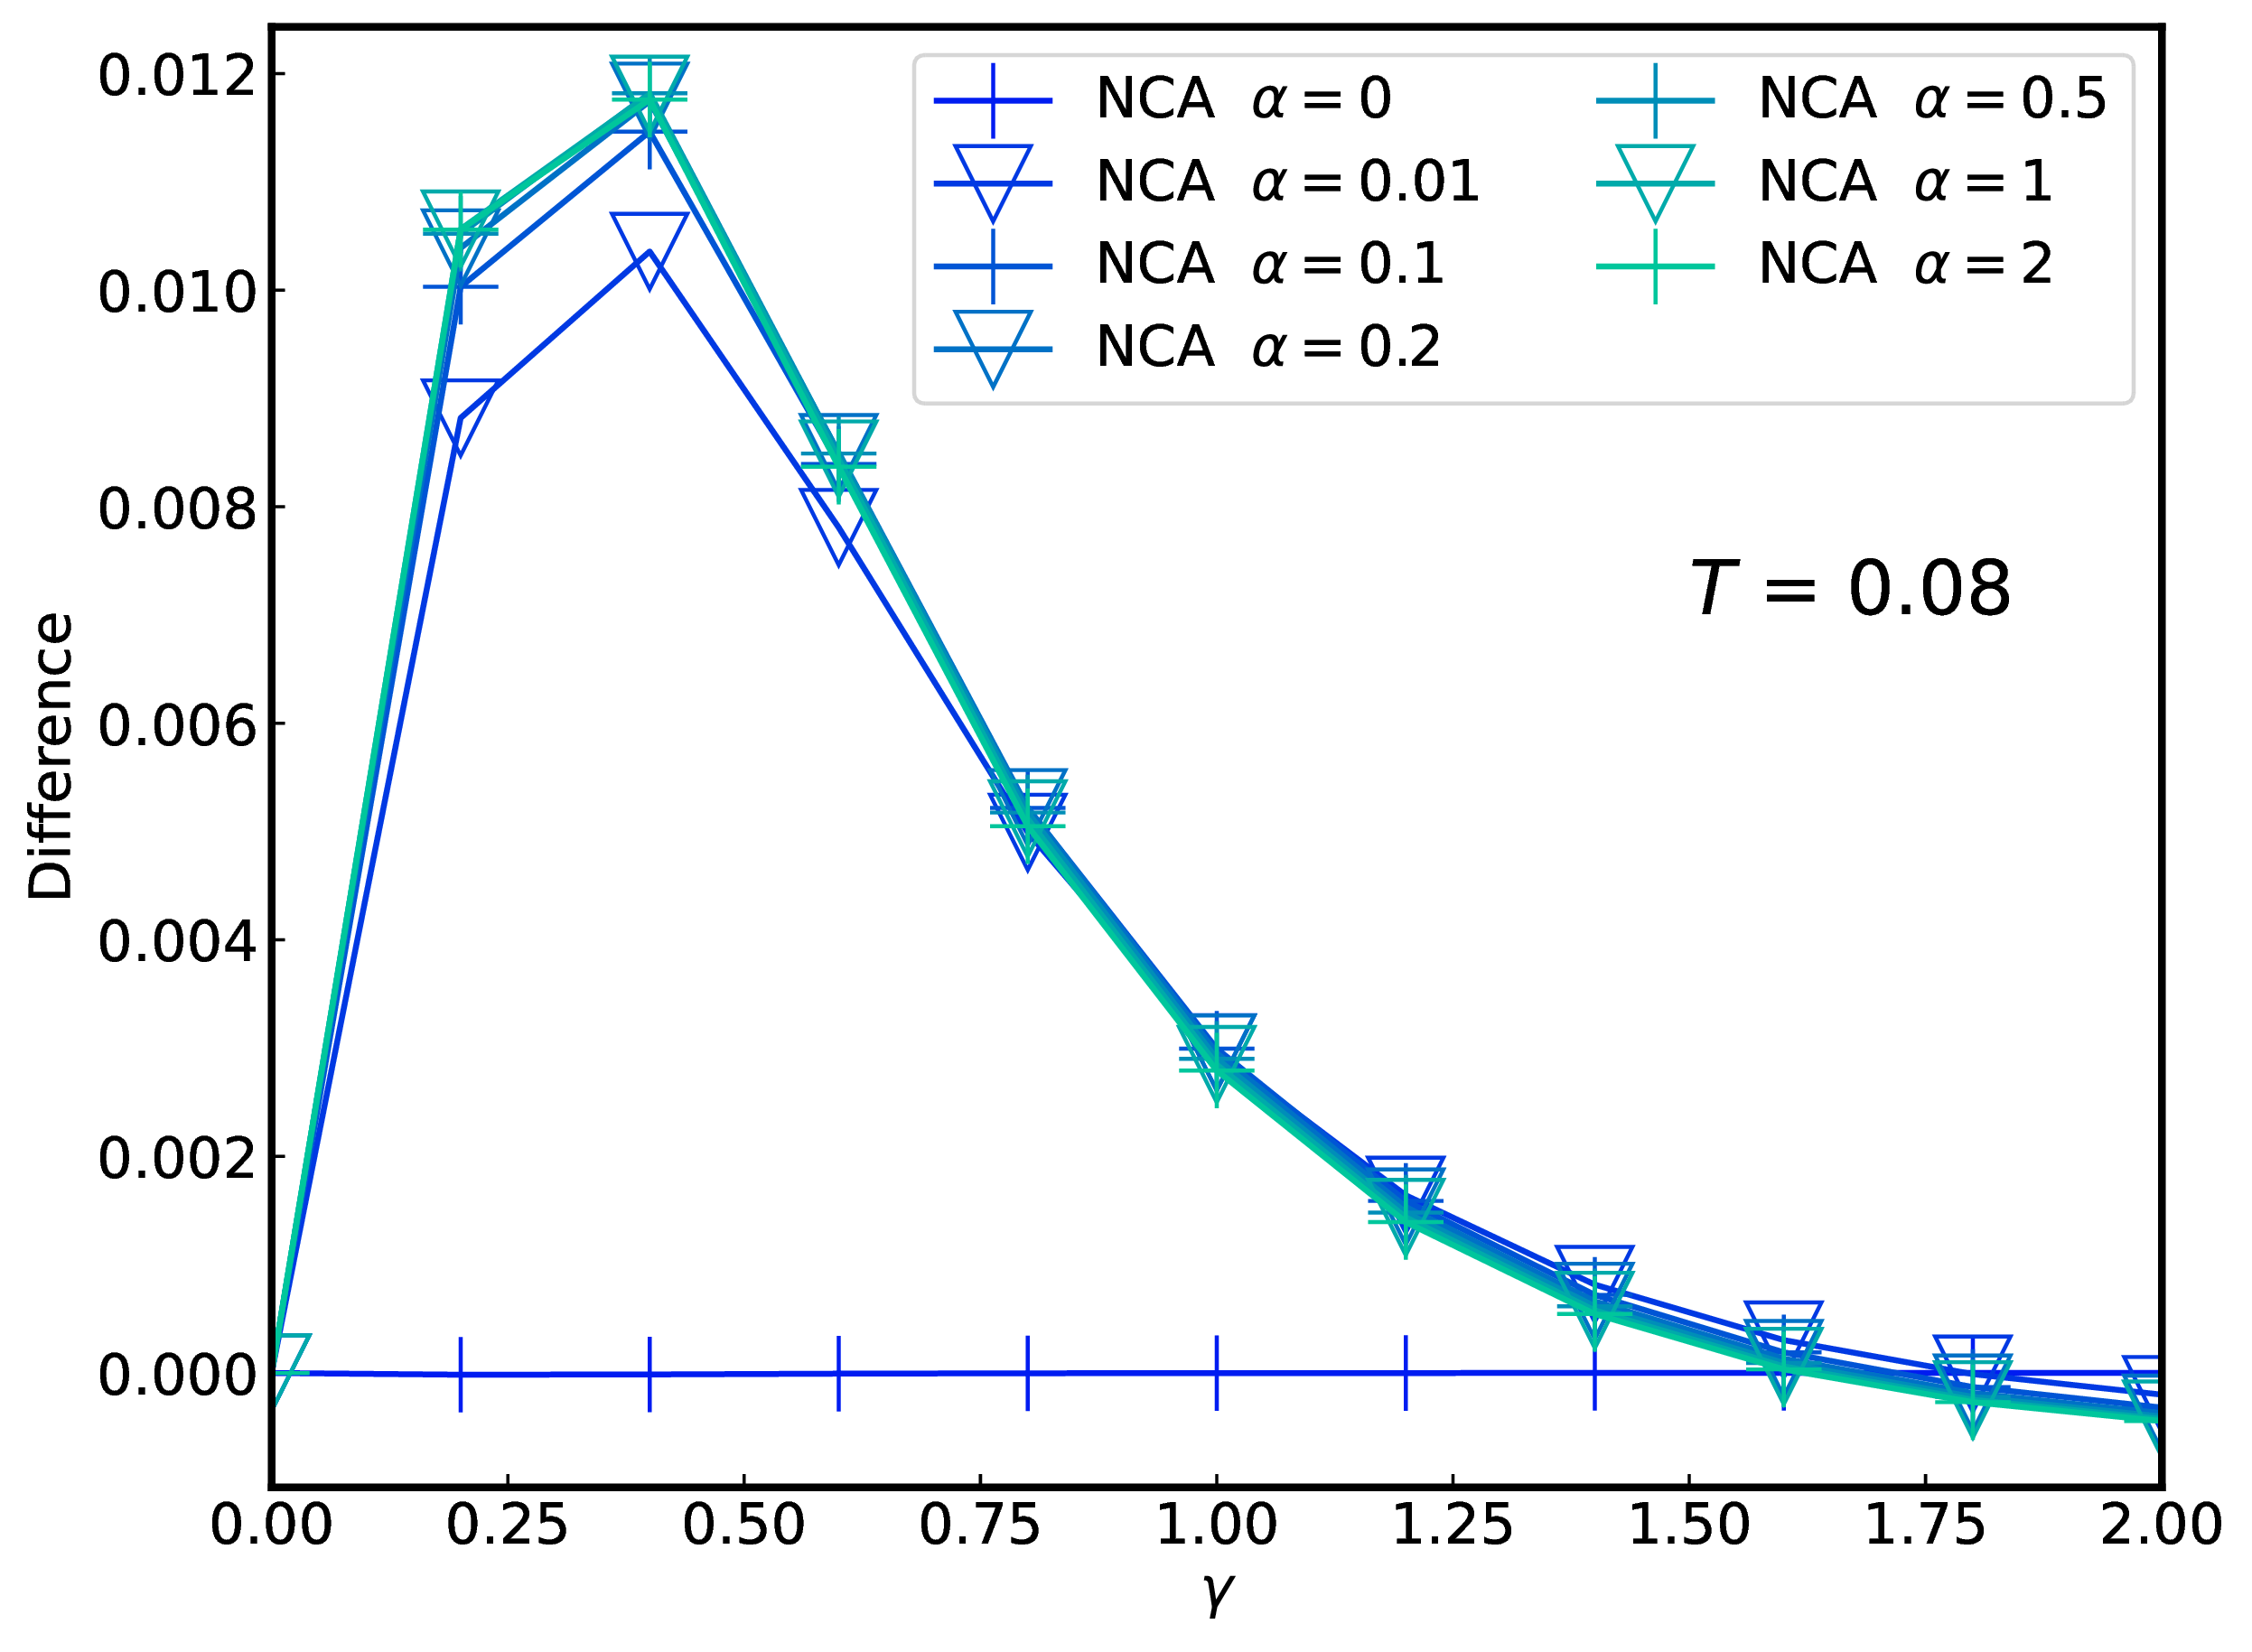 0.012
0.010
0.008
0.006
0.004
0.002
0.000
Difference
NCA α = 0
NCA α = 0.01
NCA α = 0.1
NCA α = 0.2
NCA α = 0.5
NCA α = 1
NCA α = 2
T = 0.08
0.00 0.25 0.50 0.75 1.00 1.25 1.50 1.75 2.00
γ